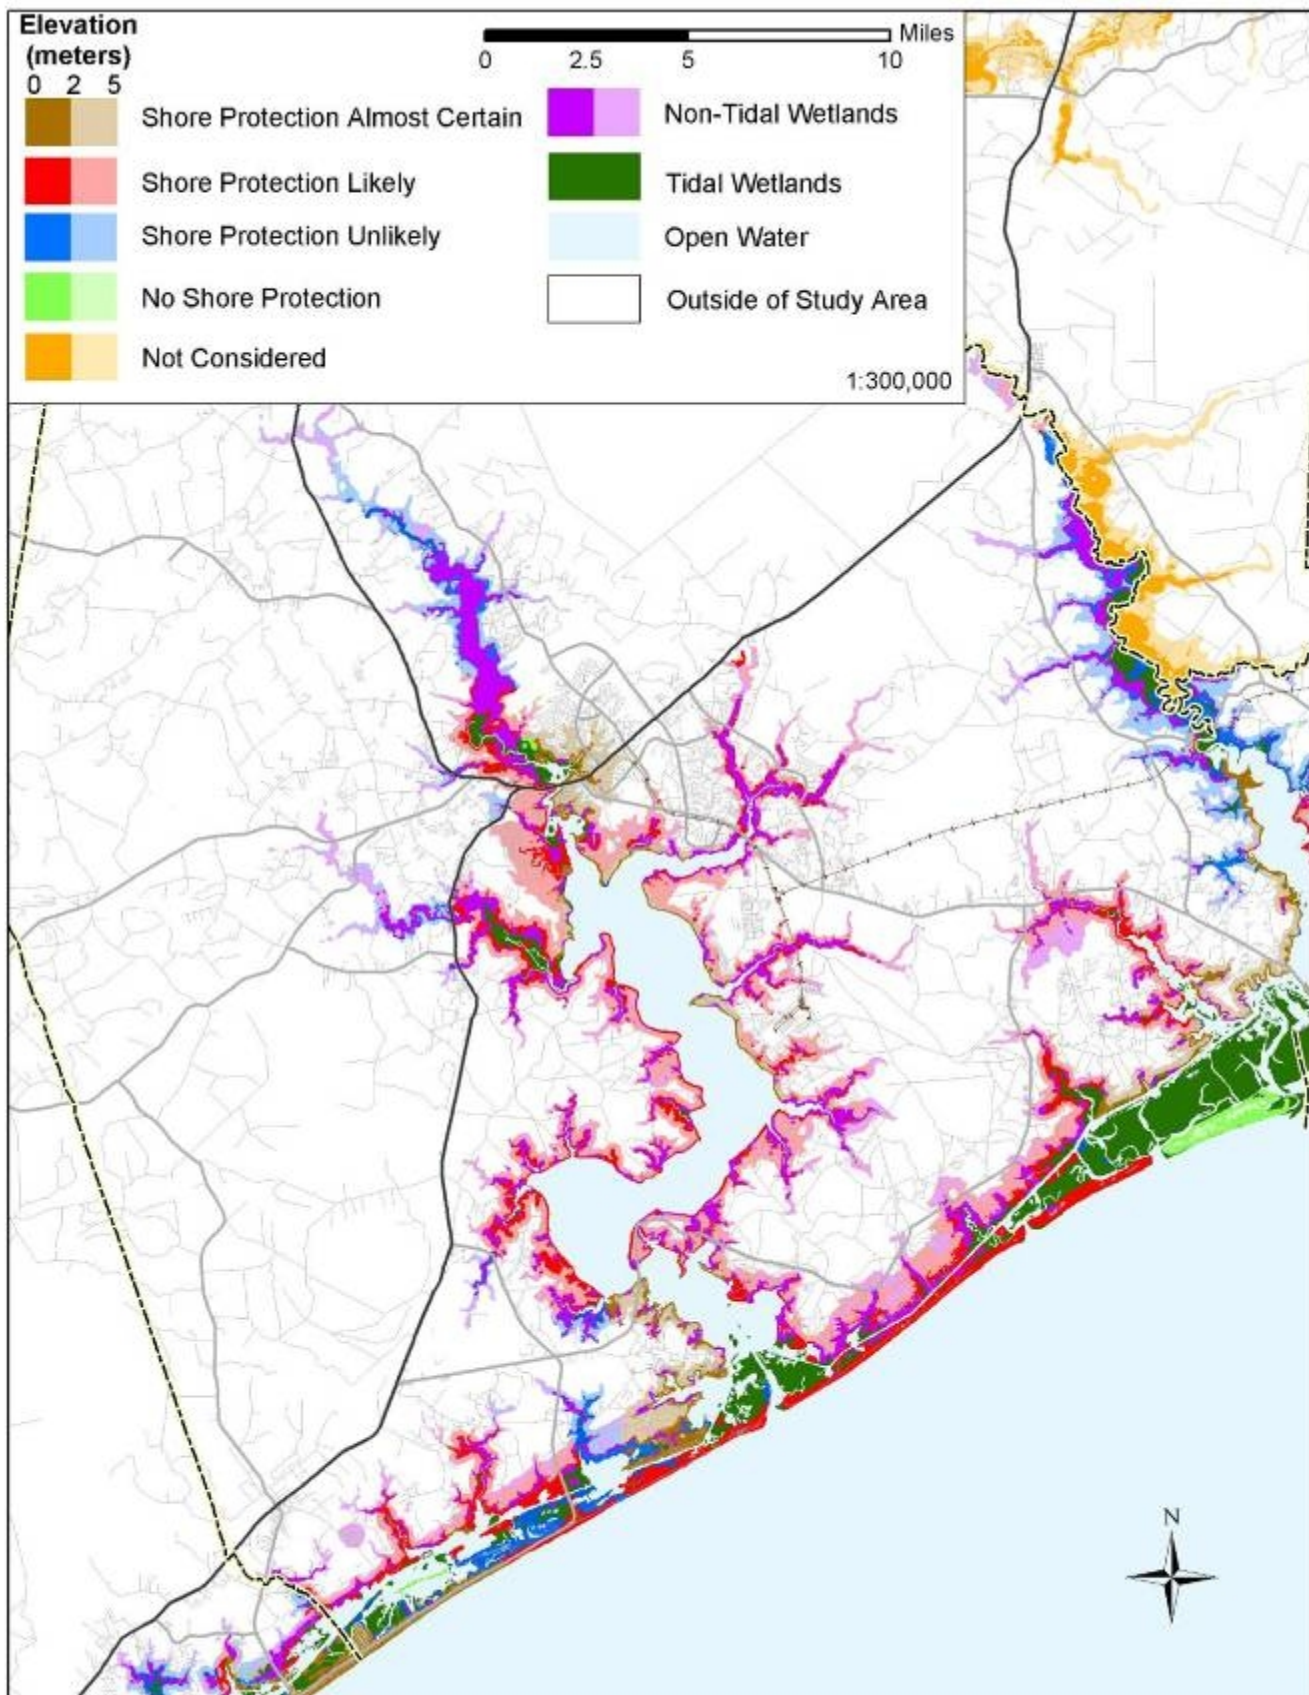 Elevation
(meters)
0 2 5
Shore Protection Almost Certain
Shore Protection Likely
Shore Protection Unlikely
No Shore Protection
Not Considered
Miles
0 2.5 5 10
Non-Tidal Wetlands
Tidal Wetlands
Open Water
Outside of Study Area
1:300,000
N